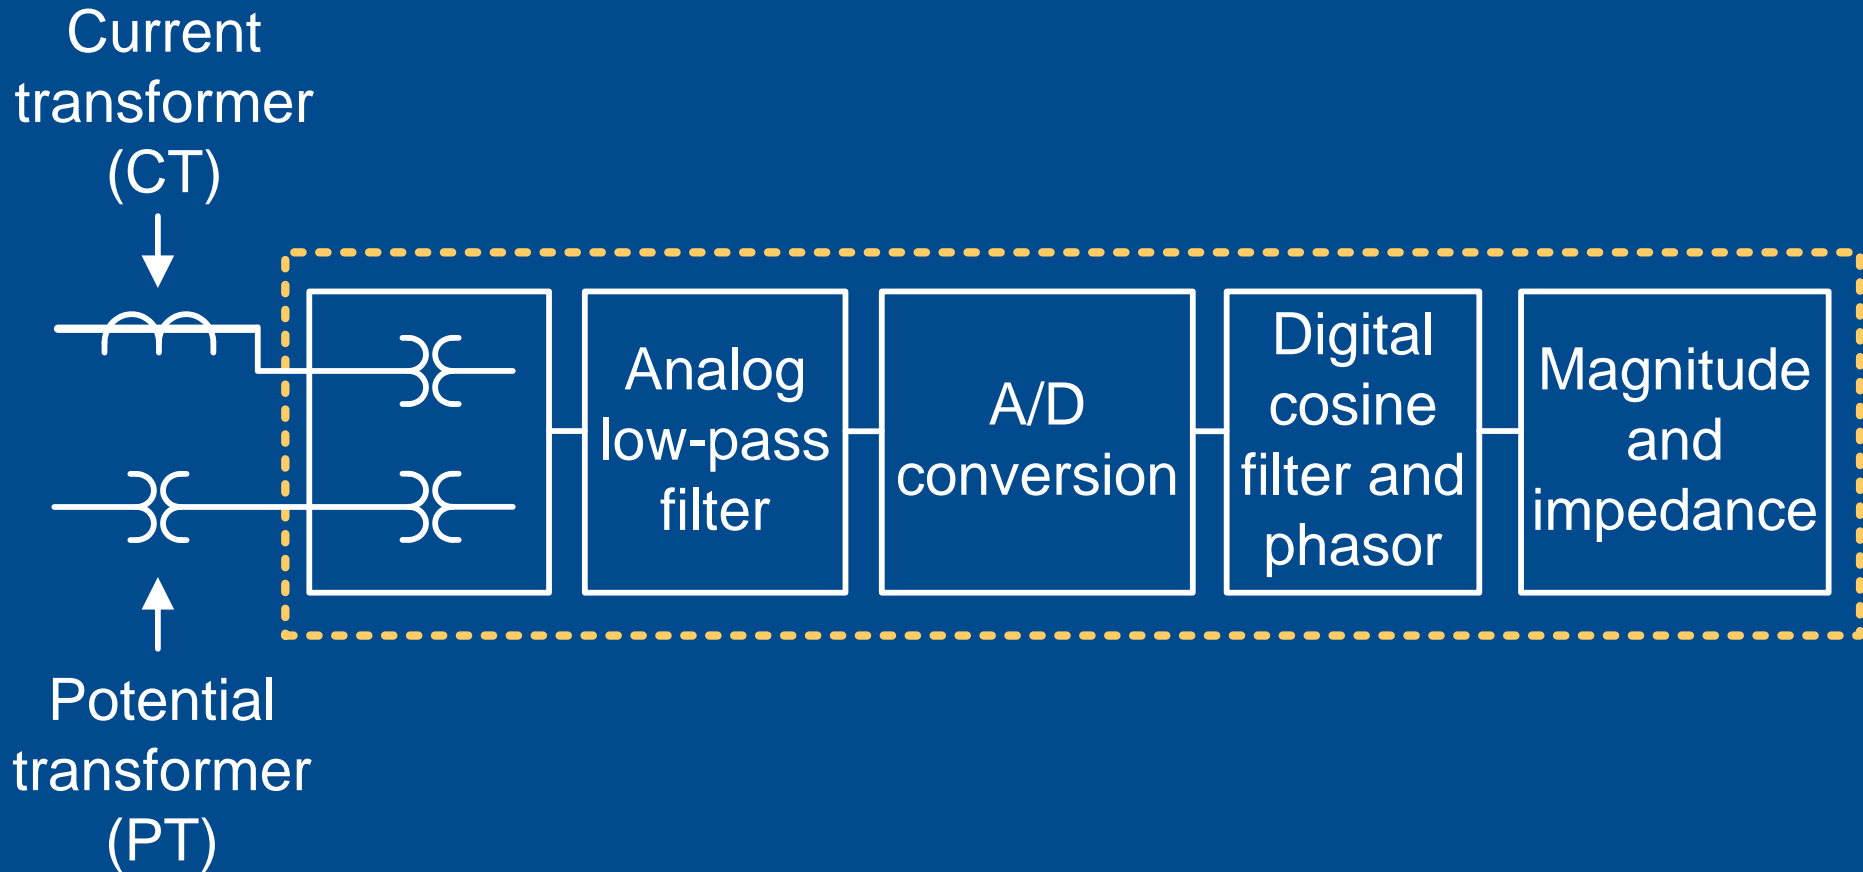 Current
transformer
(CT)
Analog
low-pass
filter
A/D
conversion
Digital
cosine
filter and
phasor
Magnitude
and
impedance
Potential
transformer
(PT)